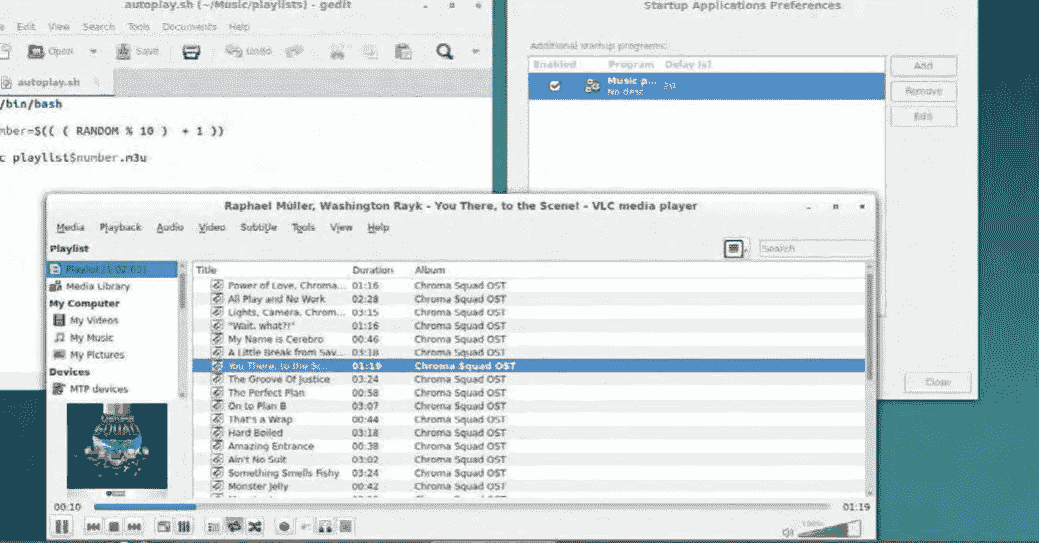 autoplay.sh (~/Music/playlists) - gedit
Edit View Search Tools Documents Help
Open Save Undo
autoplay.sh
/bin/bash
mber=$(( ( RANDOM % 10 ) + 1 ))
c playlist$number.m3u
Startup Applications Preferences
Additional startup programs:
Enabled Program Delay (s)
Music p...
No desc
Add
Remove
Edit
Close
Raphael Müller, Washington Rayk - You There, to the Scene! - VLC media player
Media Playback Audio Video Subtitle Tools View Help
Playlist
Search
Playlist [1:02:03]
Media Library
My Computer
My Videos
My Music
My Pictures
Devices
MTP devices
Title Duration Album
Power of Love, Chroma... 01:16 Chroma Squad OST
All Play and No Work 02:28 Chroma Squad OST
Lights, Camera, Chrom... 03:15 Chroma Squad OST
"Wait, what?!" 01:16 Chroma Squad OST
My Name is Cerebro 00:46 Chroma Squad OST
A Little Break from Sav... 03:18 Chroma Squad OST
You There, to the Sc... 01:19 Chroma Squad OST
The Groove Of Justice 03:24 Chroma Squad OST
The Perfect Plan 00:58 Chroma Squad OST
On to Plan B 03:07 Chroma Squad OST
That's a Wrap 00:44 Chroma Squad OST
Hard Boiled 03:18 Chroma Squad OST
Amazing Entrance 00:38 Chroma Squad OST
Ain't No Suit 03:02 Chroma Squad OST
Something Smells Fishy 03:24 Chroma Squad OST
Monster Jelly 00:42 Chroma Squad OST
00:10 01:19
100%